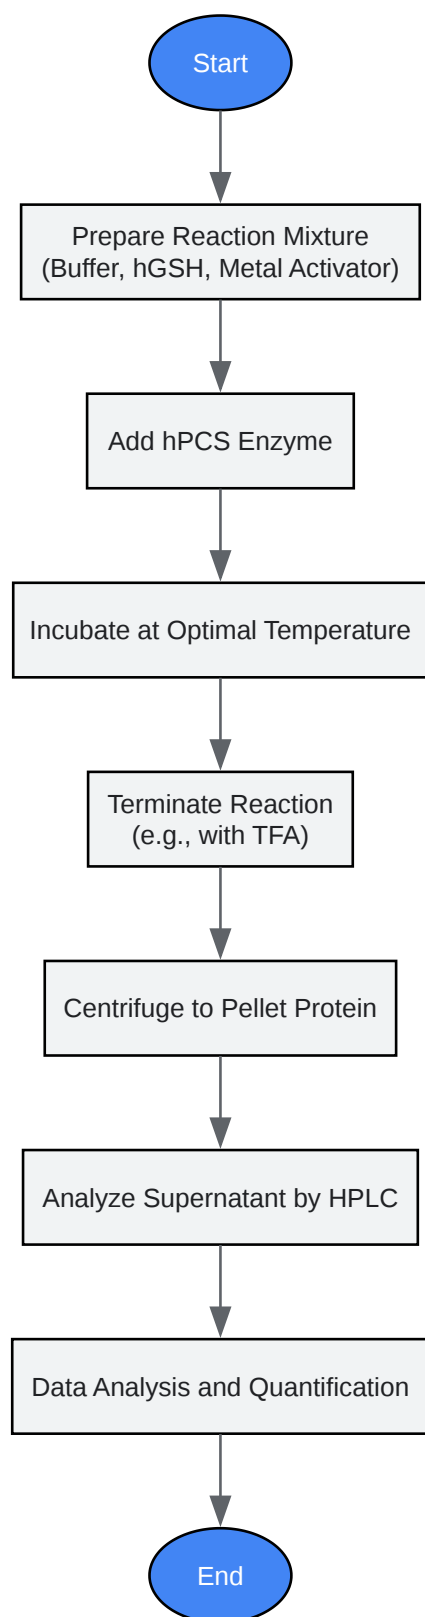 Start
Prepare Reaction Mixture
(Buffer, hGSH, Metal Activator)
Add hPCS Enzyme
Incubate at Optimal Temperature
Terminate Reaction
(e.g., with TFA)
Centrifuge to Pellet Protein
Analyze Supernatant by HPLC
Data Analysis and Quantification
End